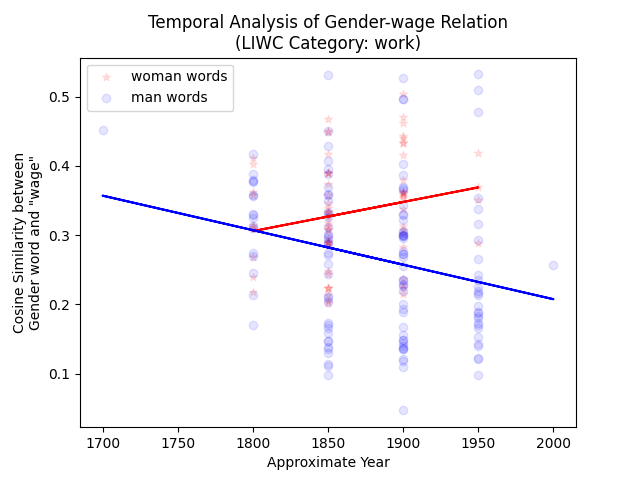 Temporal Analysis of Gender-wage Relation
(LIWC Category: work)
woman words
man words
0.5
0.4
0.3
0.2
0.1
Cosine Similarity between
Gender word and "wage"
1700 1750 1800 1850 1900 1950 2000
Approximate Year